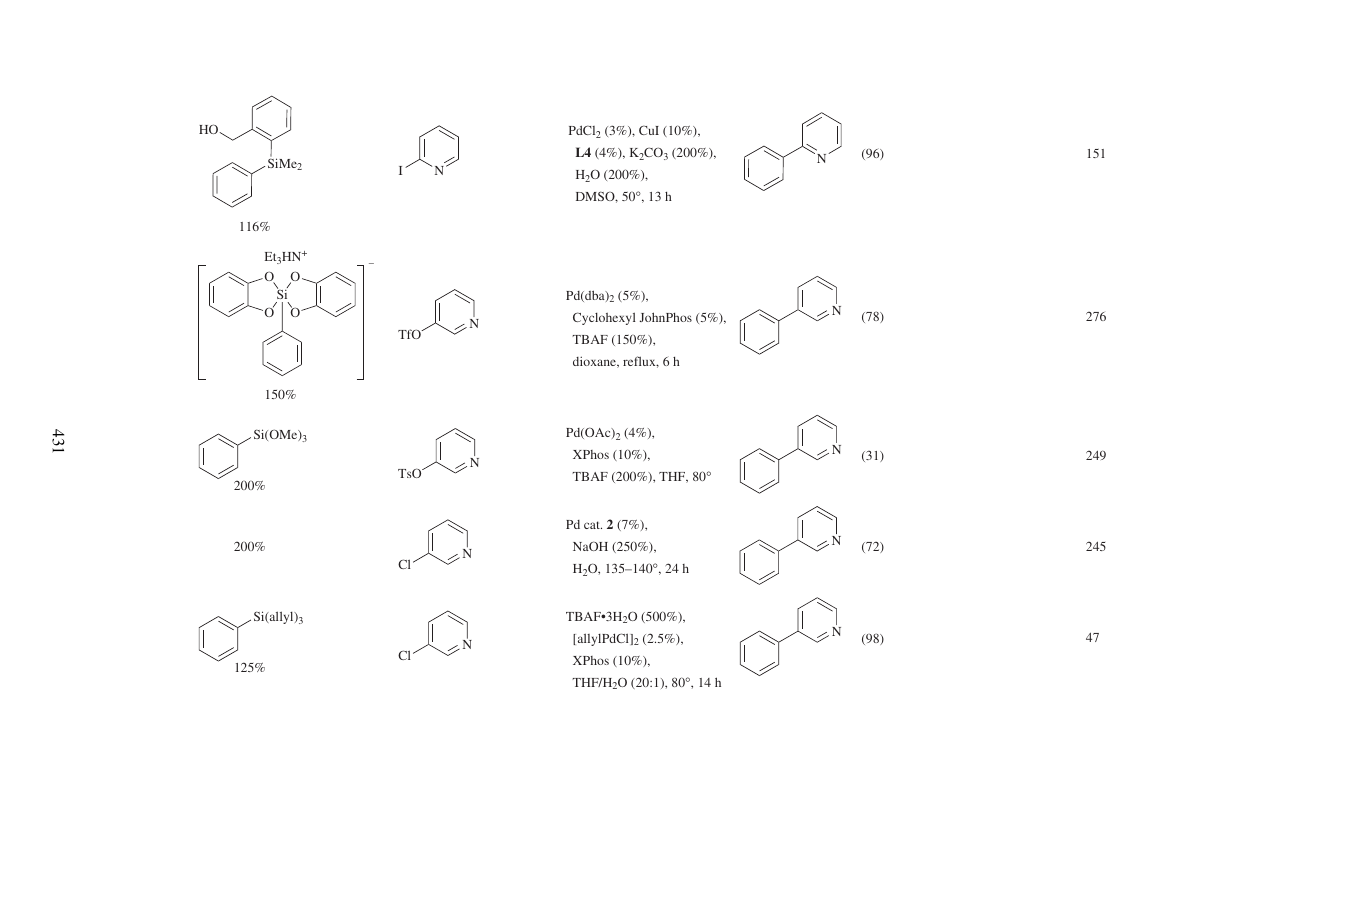 HO
SiMe2
116%
I
N
PdCl2 (3%), CuI (10%),
L4 (4%), K2CO3 (200%),
H2O (200%),
DMSO, 50°, 13 h
N
(96)
151
Et3HN+
–
O
O
Si
O
O
150%
TfO
N
Pd(dba)2 (5%),
Cyclohexyl JohnPhos (5%),
TBAF (150%),
dioxane, reflux, 6 h
N
(78)
276
431
Si(OMe)3
200%
TsO
N
Pd(OAc)2 (4%),
XPhos (10%),
TBAF (200%), THF, 80°
N
(31)
249
200%
Cl
N
Pd cat. 2 (7%),
NaOH (250%),
H2O, 135–140°, 24 h
N
(72)
245
Si(allyl)3
125%
Cl
N
TBAF•3H2O (500%),
[allylPdCl]2 (2.5%),
XPhos (10%),
THF/H2O (20:1), 80°, 14 h
N
(98)
47